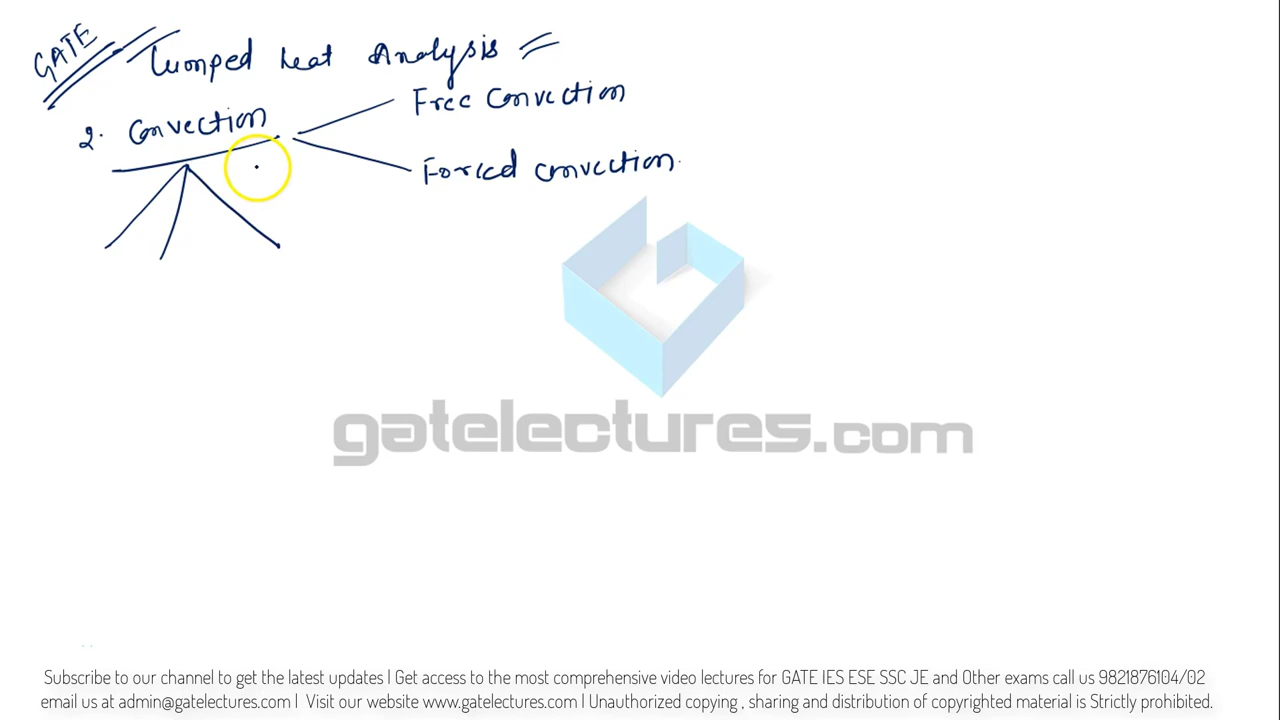 GATE
Lumped heat Analysis
Free Convection
2. Convection
Forced convection.
gatelectures.com
Subscribe to our channel to get the latest updates | Get access to the most comprehensive video lectures for GATE IES ESE SSC JE and Other exams call us 9821876104/02
email us at admin@gatelectures.com | Visit our website www.gatelectures.com | Unauthorized copying , sharing and distribution of copyrighted material is Strictly prohibited.